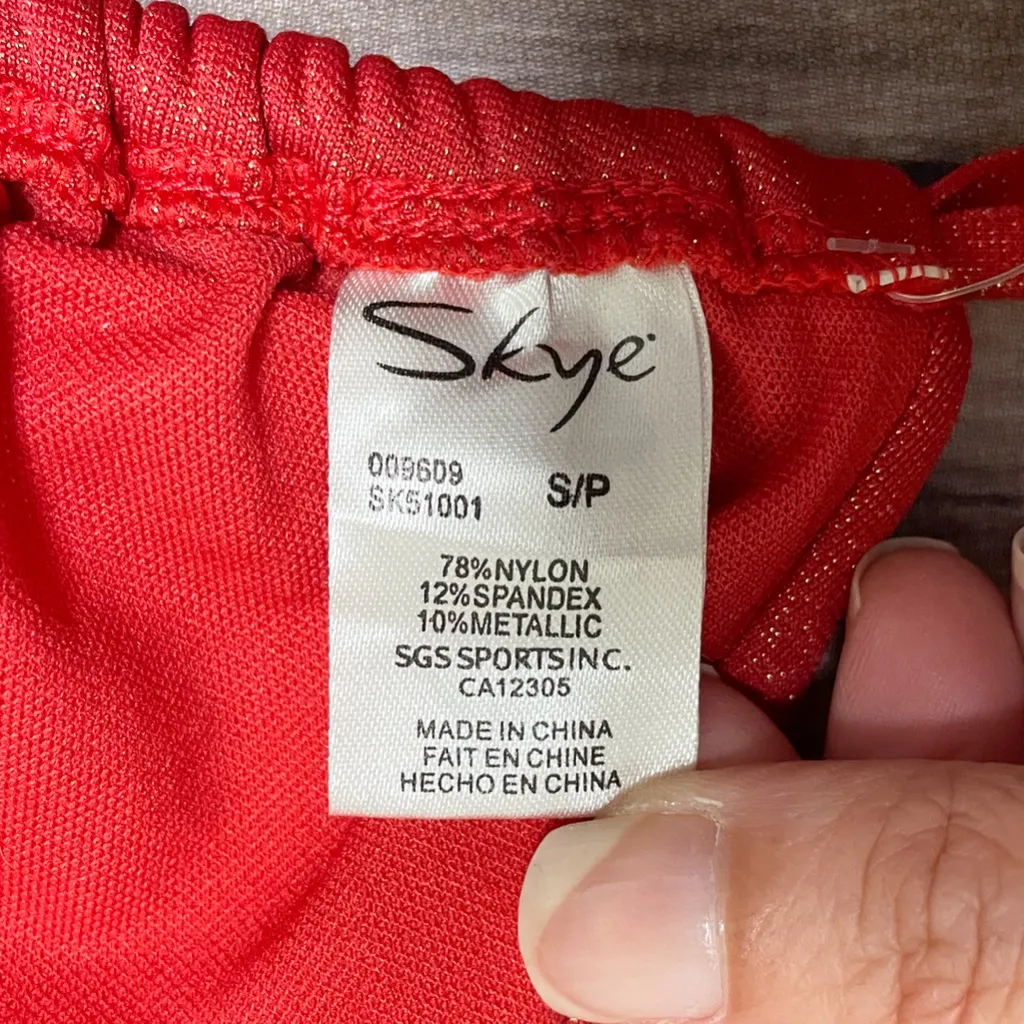 Skye
009609
SK51001
S/P
78%NYLON
12%SPANDEX
10%METALLIC
SGS SPORTS INC.
CA12305
MADE IN CHINA
FAIT EN CHINE
HECHO EN CHINA